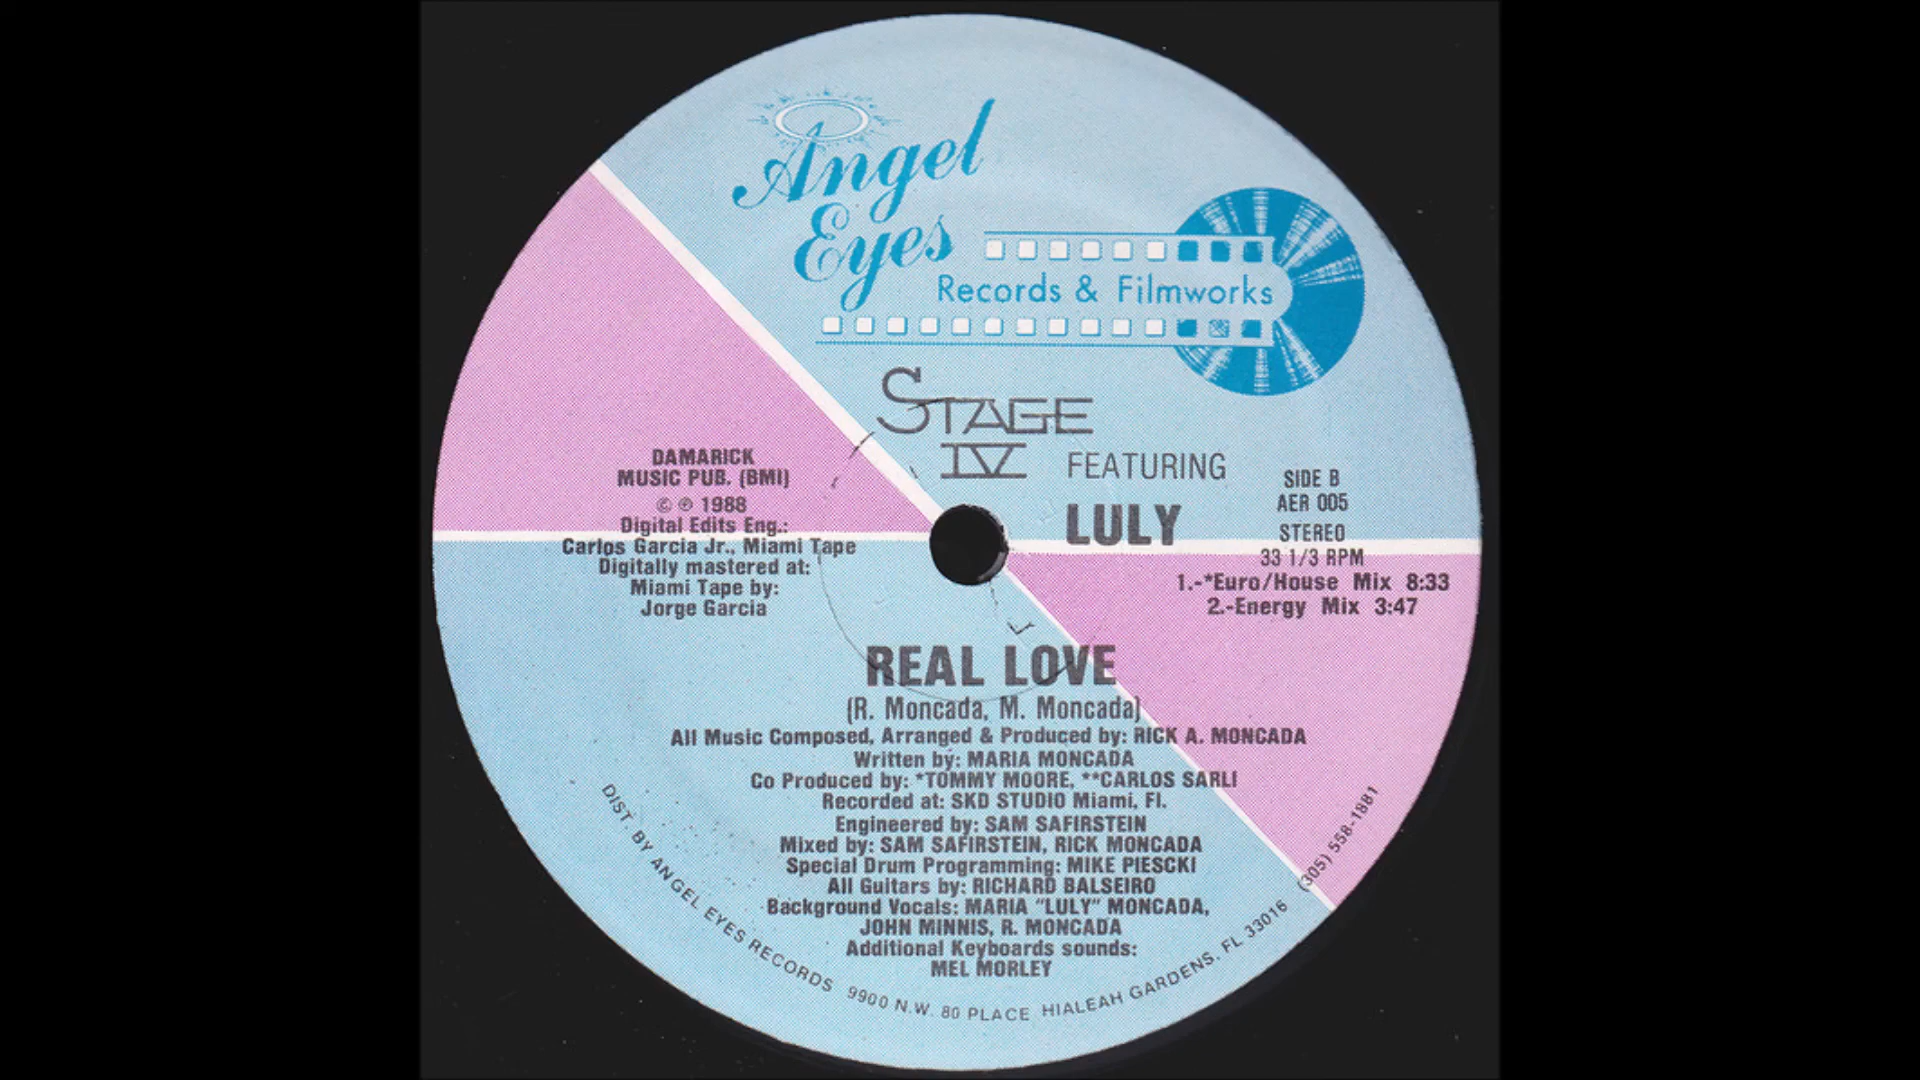 Angel
Eyes
Records & Filmworks
STAGE
IV FEATURING
LULY
DAMARICK
MUSIC PUB. (BMI)
© ℗ 1988
Digital Edits Eng.:
Carlos Garcia Jr., Miami Tape
Digitally mastered at:
Miami Tape by:
Jorge Garcia
SIDE B
AER 005
STEREO
33 1/3 RPM
1.-*Euro/House Mix 8:33
2.-Energy Mix 3:47
REAL LOVE
(R. Moncada, M. Moncada)
All Music Composed, Arranged & Produced by: RICK A. MONCADA
Written by: MARIA MONCADA
Co Produced by: *TOMMY MOORE, **CARLOS SARLI
Recorded at: SKD STUDIO Miami, Fl.
Engineered by: SAM SAFIRSTEIN
Mixed by: SAM SAFIRSTEIN, RICK MONCADA
Special Drum Programming: MIKE PIESCKI
All Guitars by: RICHARD BALSEIRO
Background Vocals: MARIA "LULY" MONCADA,
JOHN MINNIS, R. MONCADA
Additional Keyboards sounds:
MEL MORLEY
DIST. BY ANGEL EYES RECORDS 9900 N.W. 80 PLACE HIALEAH GARDENS, FL 33016 (305) 558-1881